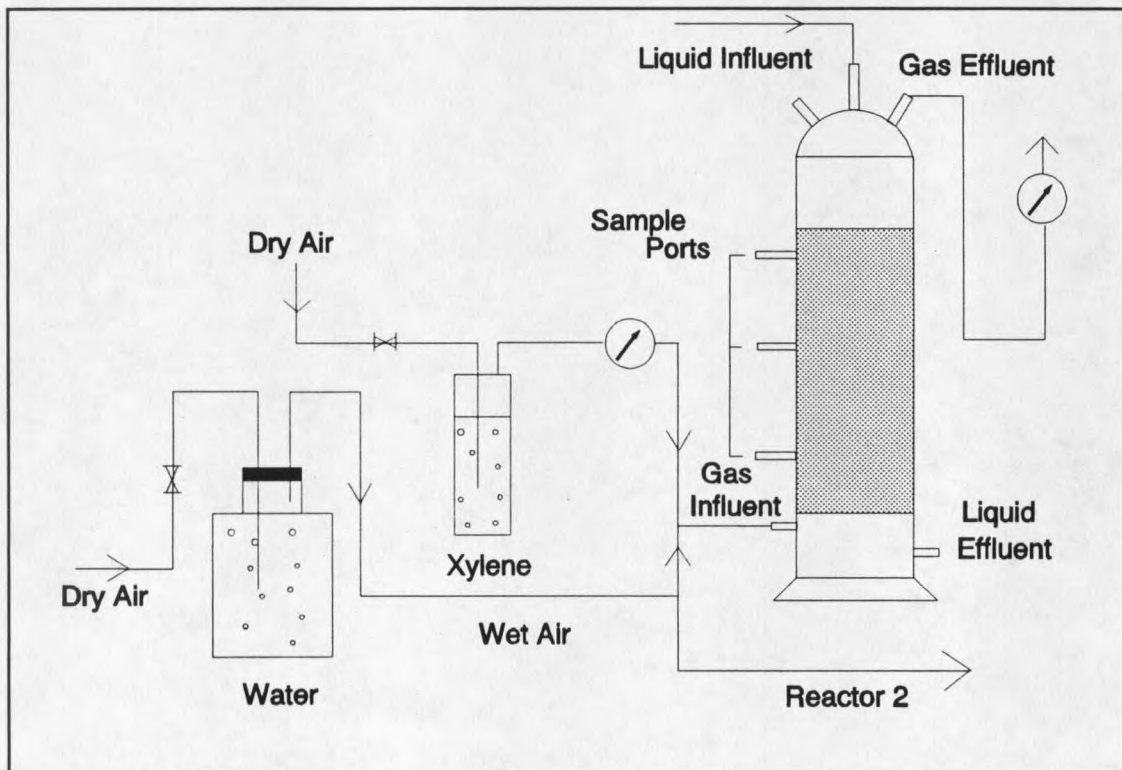 Liquid Influent
Gas Effluent
Sample
Ports
Dry Air
Gas
Influent
Liquid
Effluent
Xylene
Dry Air
Wet Air
Water
Reactor 2